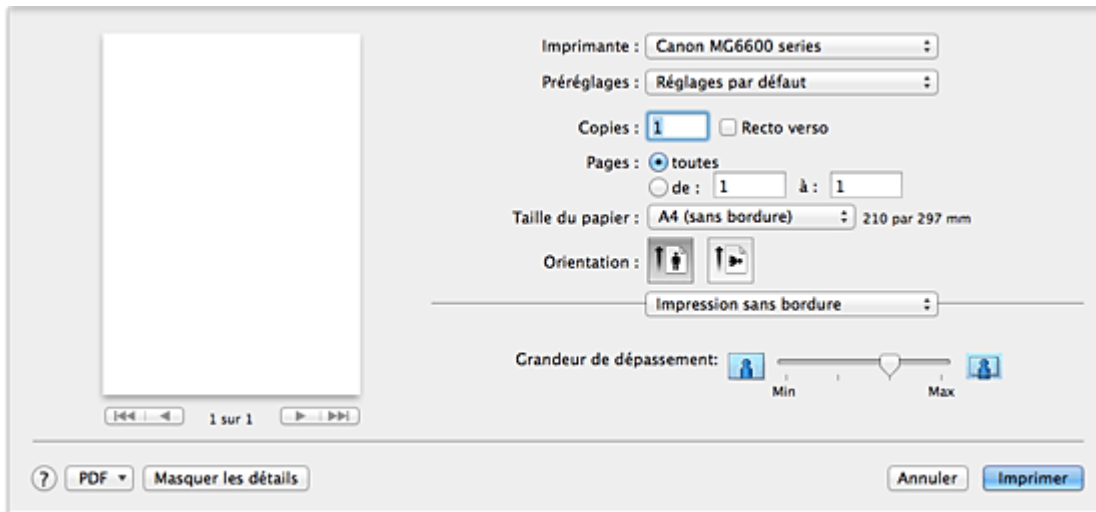 Imprimante : Canon MG6600 series
Préréglages : Réglages par défaut
Copies : 1 Recto verso
Pages : toutes
de : 1 à : 1
Taille du papier : A4 (sans bordure) 210 par 297 mm
Orientation :
Impression sans bordure
Grandeur de dépassement:
Min Max
1 sur 1
? PDF Masquer les détails Annuler Imprimer